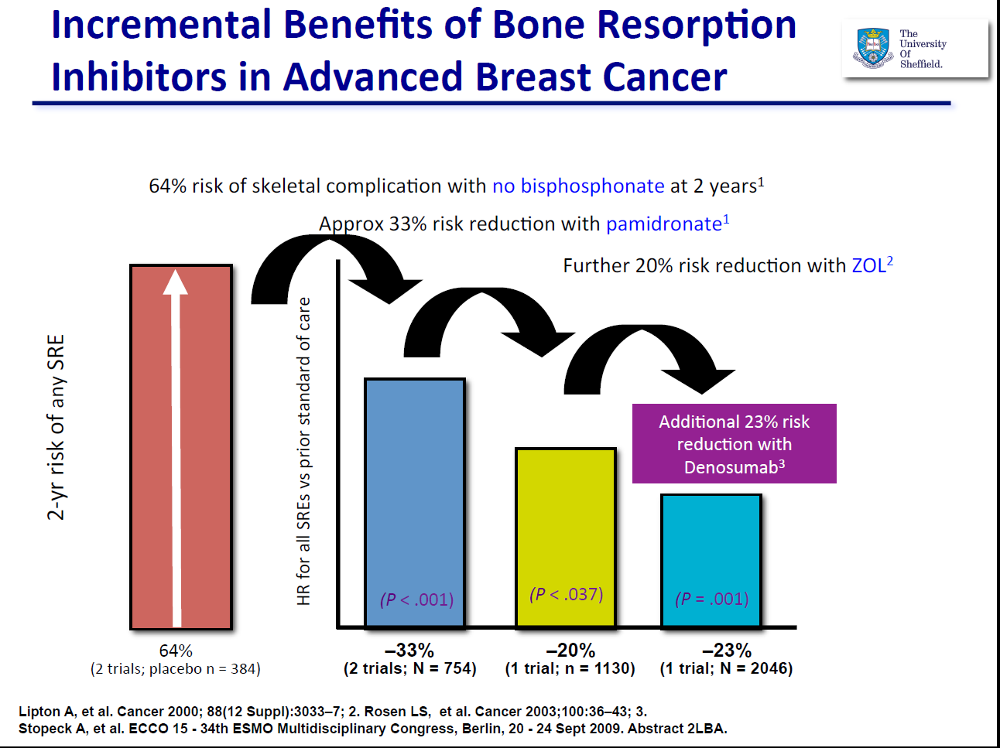 Incremental Benefits of Bone Resorption
Inhibitors in Advanced Breast Cancer
The
University
Of
Sheffield.
64% risk of skeletal complication with no bisphosphonate at 2 years¹
Approx 33% risk reduction with pamidronate¹
Further 20% risk reduction with ZOL²
2-yr risk of any SRE
HR for all SREs vs prior standard of care
Additional 23% risk
reduction with
Denosumab³
(P < .001)
(P < .037)
(P = .001)
64%
(2 trials; placebo n = 384)
–33%
(2 trials; N = 754)
–20%
(1 trial; n = 1130)
–23%
(1 trial; N = 2046)
Lipton A, et al. Cancer 2000; 88(12 Suppl):3033–7; 2. Rosen LS, et al. Cancer 2003;100:36–43; 3.
Stopeck A, et al. ECCO 15 - 34th ESMO Multidisciplinary Congress, Berlin, 20 - 24 Sept 2009. Abstract 2LBA.